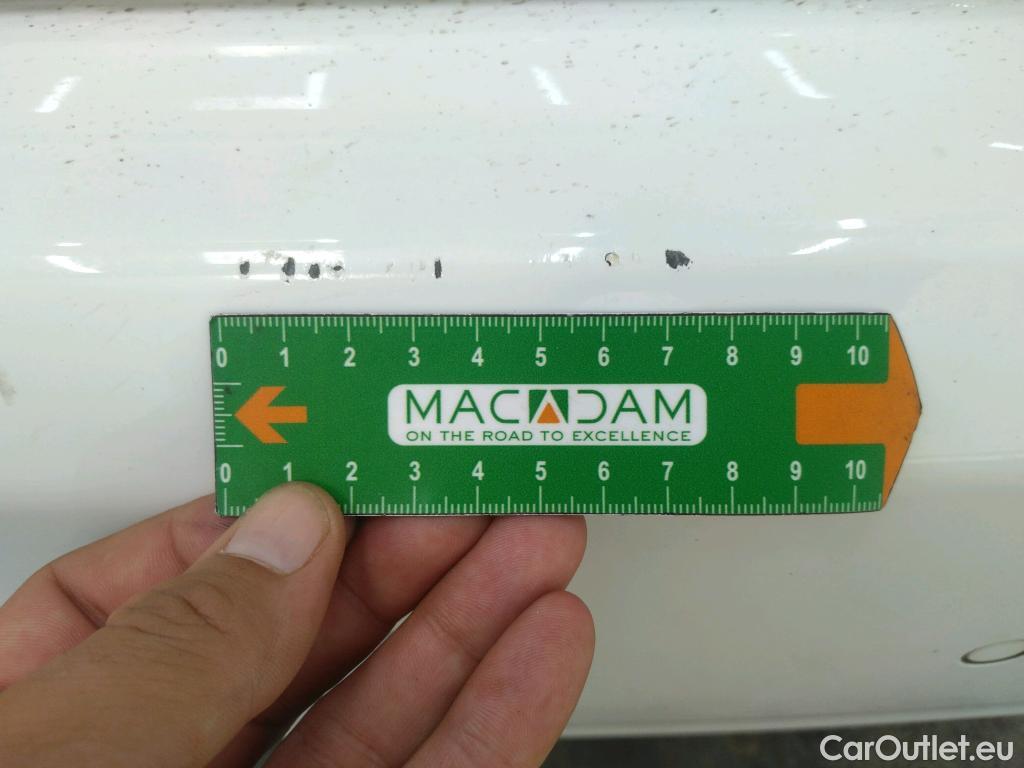 0 1 2 3 4 5 6 7 8 9 10
MACADAM
ON THE ROAD TO EXCELLENCE
0 1 2 3 4 5 6 7 8 9 10
CarOutlet.eu